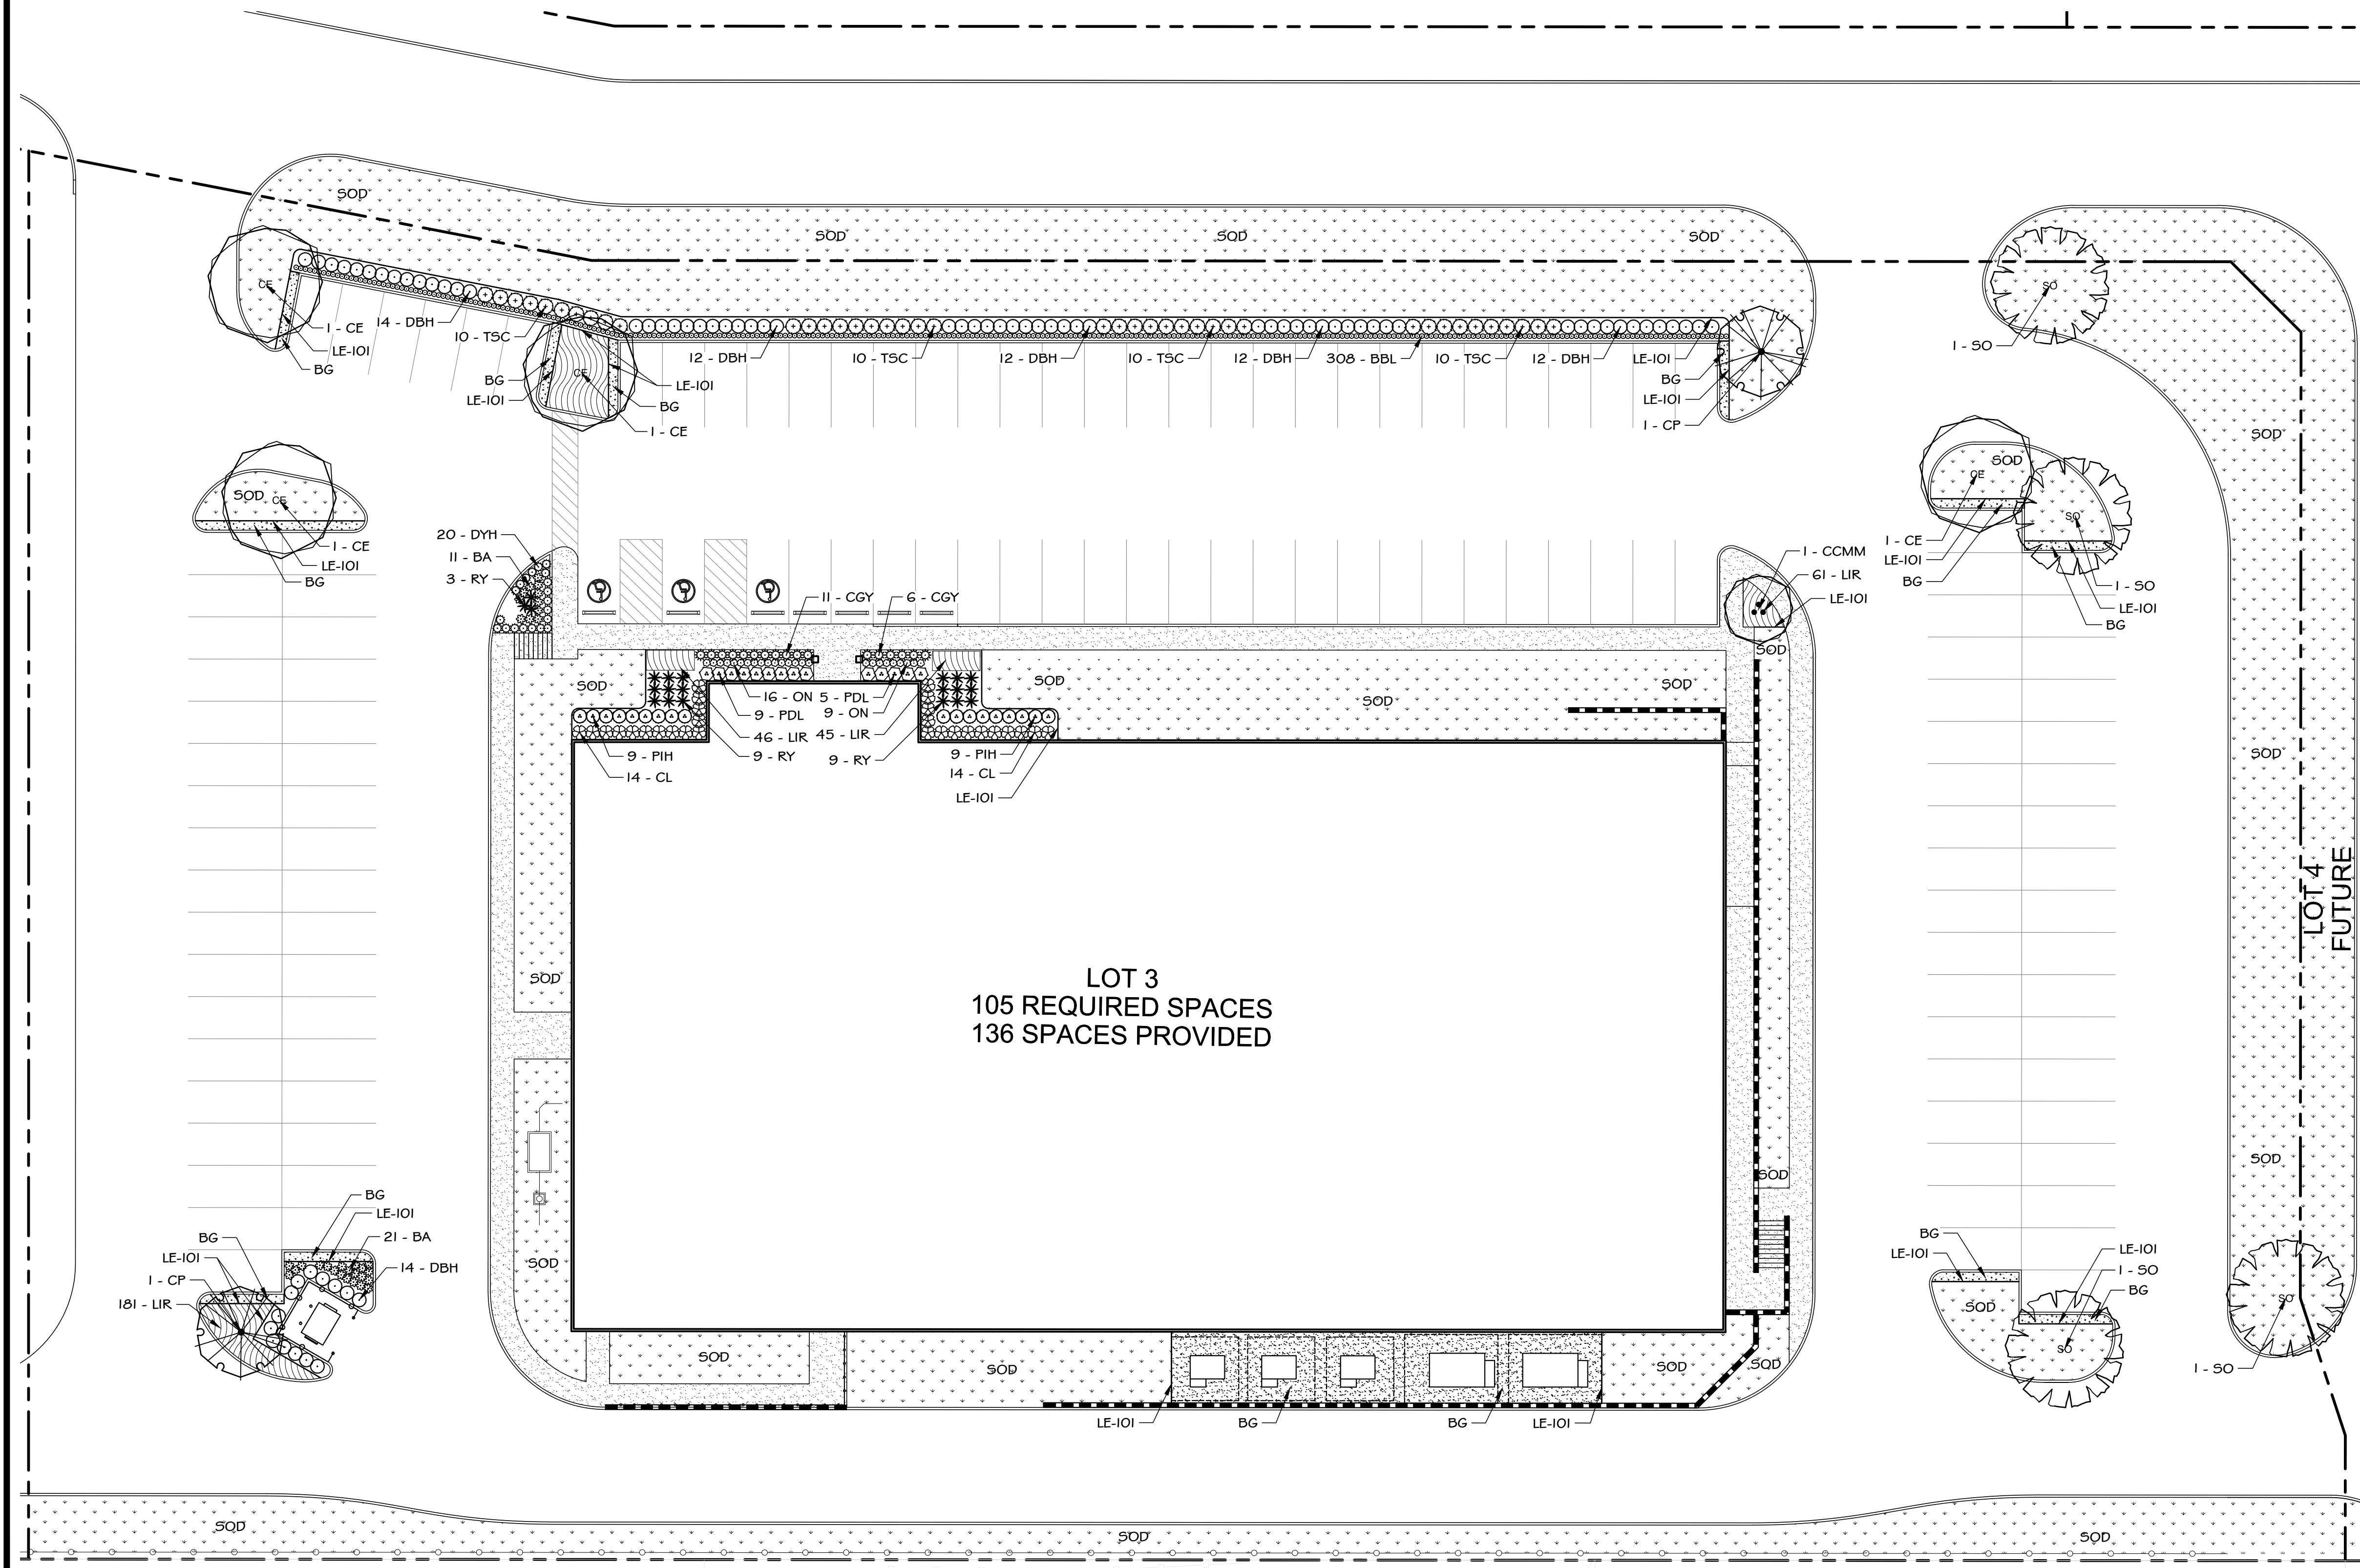 SOD
SOD
SOD
SOD
CE
1 - CE
LE-101
BG
14 - DBH
10 - TSC
12 - DBH
10 - TSC
12 - DBH
10 - TSC
12 - DBH
308 - BBL
10 - TSC
12 - DBH
LE-101
BG
LE-101
1 - CP
BG
LE-101
CE
LE-101
BG
1 - CE
SO
1 - SO
SOD
SOD
CE
1 - CE
LE-101
BG
20 - DYH
11 - BA
3 - RY
11 - CGY
6 - CGY
1 - CCMM
61 - LIR
LE-101
SOD
SOD
CE
1 - CE
LE-101
BG
SO
1 - SO
LE-101
BG
SOD
SOD
SOD
SOD
16 - ON
5 - PDL
9 - PDL
9 - ON
46 - LIR
45 - LIR
9 - RY
9 - RY
9 - PIH
14 - CL
9 - PIH
14 - CL
LE-101
SOD
LOT 4
FUTURE
SOD
LOT 3
105 REQUIRED SPACES
136 SPACES PROVIDED
SOD
SOD
BG
LE-101
21 - BA
14 - DBH
BG
LE-101
1 - CP
181 - LIR
SOD
SOD
SOD
SOD
SOD
LE-101
BG
BG
LE-101
BG
LE-101
SOD
LE-101
1 - SO
BG
SO
SO
1 - SO
SOD
SOD
SOD